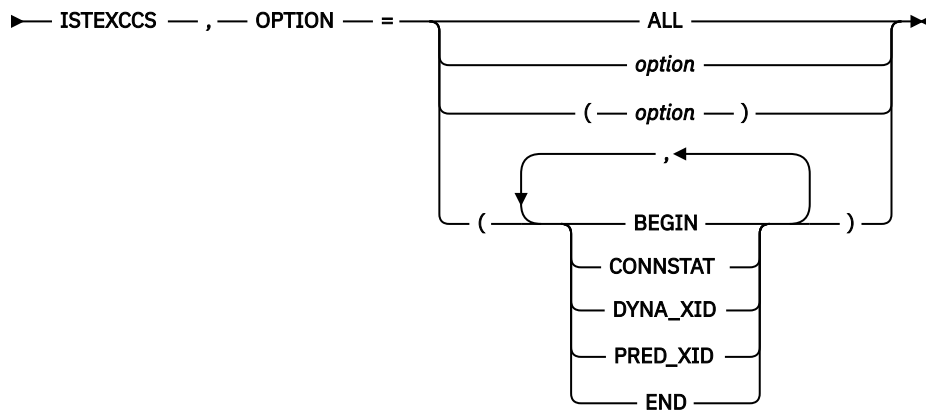 ISTEXCCS , OPTION = ALL
option
( option )
,
( BEGIN )
CONNSTAT
DYNA_XID
PRED_XID
END